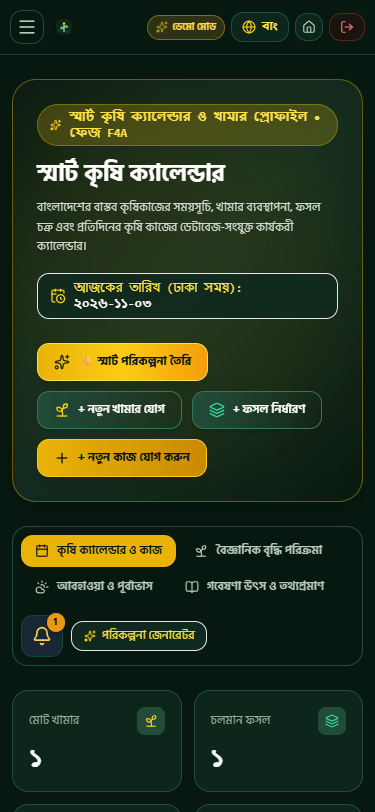 ডেমো মোড
বাং
স্মার্ট কৃষি ক্যালেন্ডার ও খামার প্রোফাইল •
ফেজ F4A
স্মার্ট কৃষি ক্যালেন্ডার
বাংলাদেশের বাস্তব কৃষিকাজের সময়সূচি, খামার ব্যবস্থাপনা, ফসল
চক্র এবং প্রতিদিনের কৃষি কাজের ডেটাবেজ-সংযুক্ত কার্যকরী
ক্যালেন্ডার।
আজকের তারিখ (ঢাকা সময়):
২০২৬-১১-০৩
✨ স্মার্ট পরিকল্পনা তৈরি
+ নতুন খামার যোগ
+ ফসল নির্ধারণ
+ নতুন কাজ যোগ করুন
কৃষি ক্যালেন্ডার ও কাজ
বৈজ্ঞানিক বৃদ্ধি পরিক্রমা
আবহাওয়া ও পূর্বাভাস
গবেষণা উৎস ও তথ্যপ্রমাণ
1
পরিকল্পনা জেনারেটর
মোট খামার
চলমান ফসল
১
১